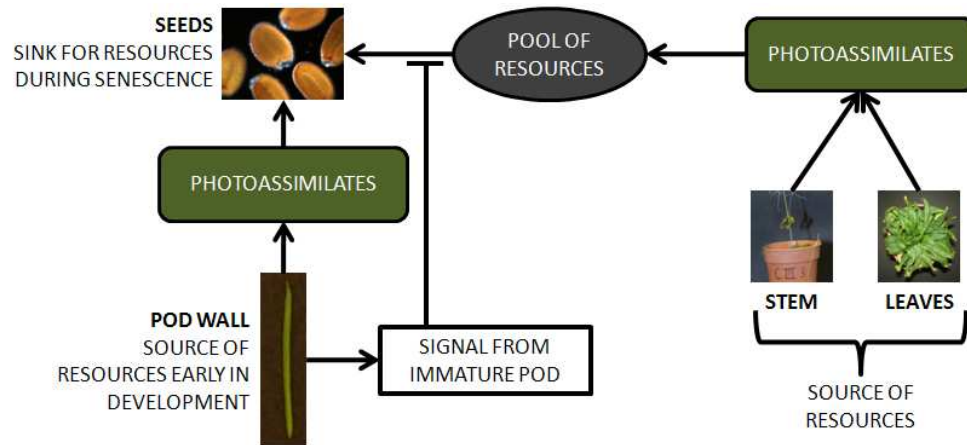 SEEDS
SINK FOR RESOURCES
DURING SENESCENCE
POOL OF
RESOURCES
PHOTOASSIMILATES
PHOTOASSIMILATES
STEM
LEAVES
POD WALL
SOURCE OF
RESOURCES EARLY IN
DEVELOPMENT
SIGNAL FROM
IMMATURE POD
SOURCE OF
RESOURCES